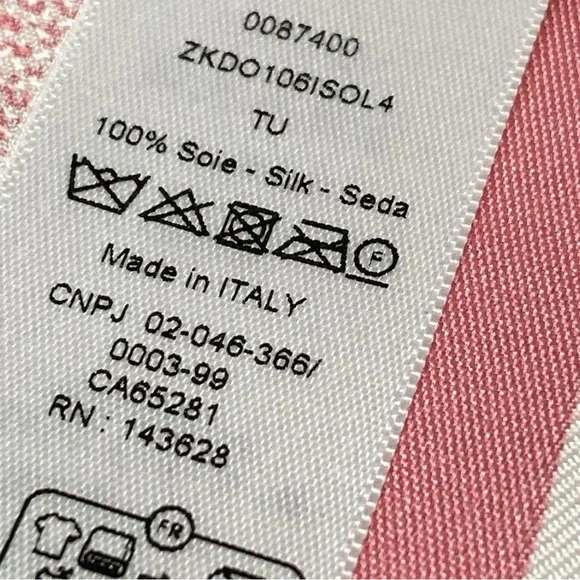 0087400
ZKDO106ISOL4
TU
100% Soie - Silk - Seda
F
Made in ITALY
CNPJ 02-046-366/
0003-99
CA65281
RN : 143628
FR